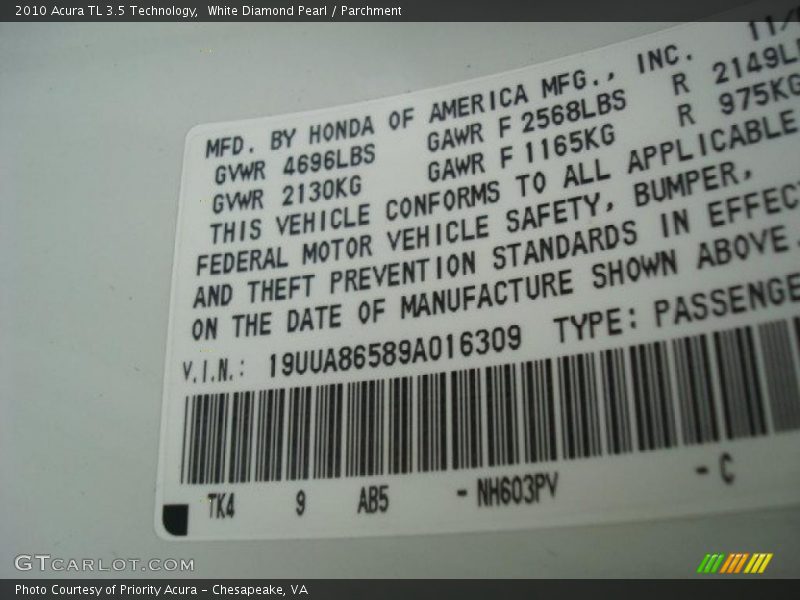 2010 Acura TL 3.5 Technology, White Diamond Pearl / Parchment
MFD. BY HONDA OF AMERICA MFG., INC.
GVWR 4696LBS GAWR F 2568LBS R
GVWR 2130KG GAWR F 1165KG R 975KG
THIS VEHICLE CONFORMS TO ALL APPLICABLE
FEDERAL MOTOR VEHICLE SAFETY, BUMPER,
AND THEFT PREVENTION STANDARDS IN EFFECT
ON THE DATE OF MANUFACTURE SHOWN ABOVE.
V.I.N.: 19UUA86589A016309 TYPE: PASSENGE
TK4 9 AB5 - NH603PV - C
GTCARLOT.COM
Photo Courtesy of Priority Acura – Chesapeake, VA